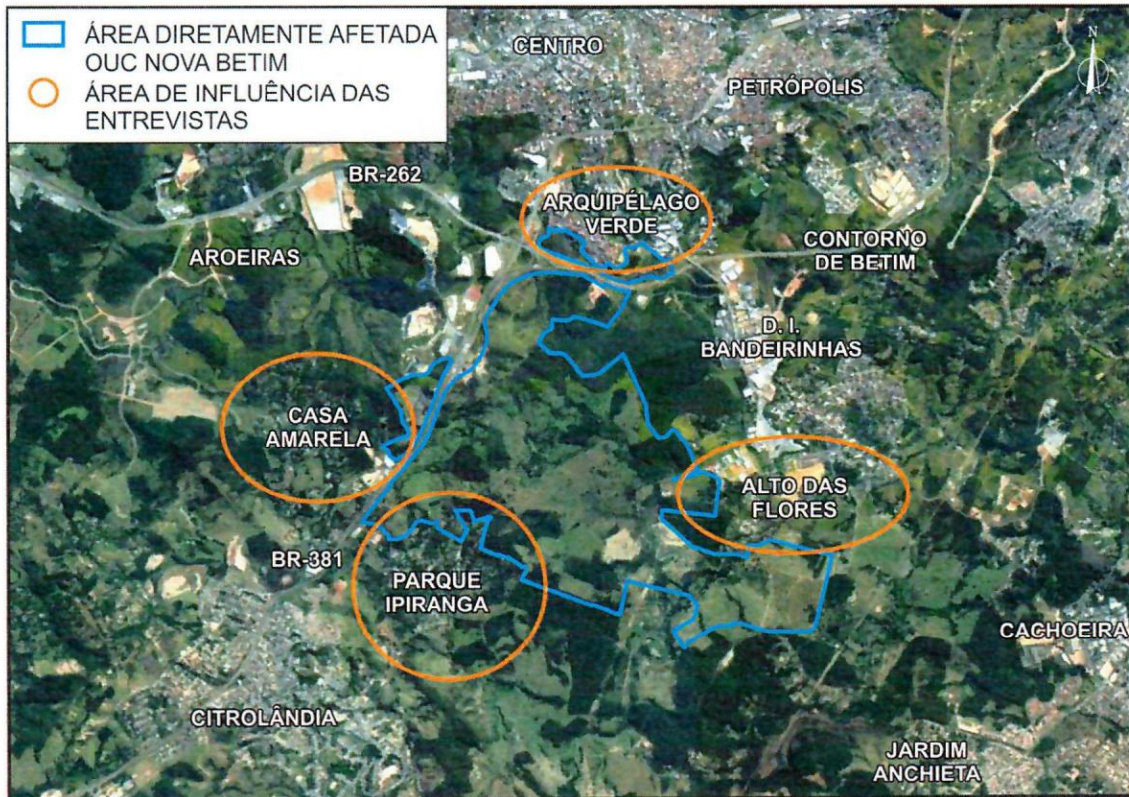 ÁREA DIRETAMENTE AFETADA
OUC NOVA BETIM
ÁREA DE INFLUÊNCIA DAS
ENTREVISTAS
CENTRO
N
PETRÓPOLIS
BR-262
ARQUIPÉLAGO
VERDE
AROEIRAS
CONTORNO
DE BETIM
D. I.
BANDEIRINHAS
CASA
AMARELA
ALTO DAS
FLORES
BR-381
PARQUE
IPIRANGA
CACHOEIRA
CITROLÂNDIA
JARDIM
ANCHIETA